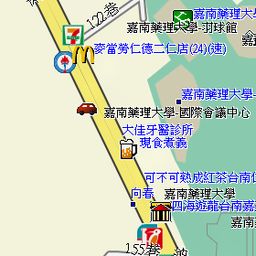 122巷
嘉南藥理大學-羽球館
嘉南藥理大學
7
麥當勞仁德二仁店(24)(速)
嘉南藥理大學
嘉南藥理大學-國際會議中心
大佳牙醫診所
現食煮義
可不可熟成紅茶台南
向春
嘉南藥理大學
四海遊龍台南嘉
155巷